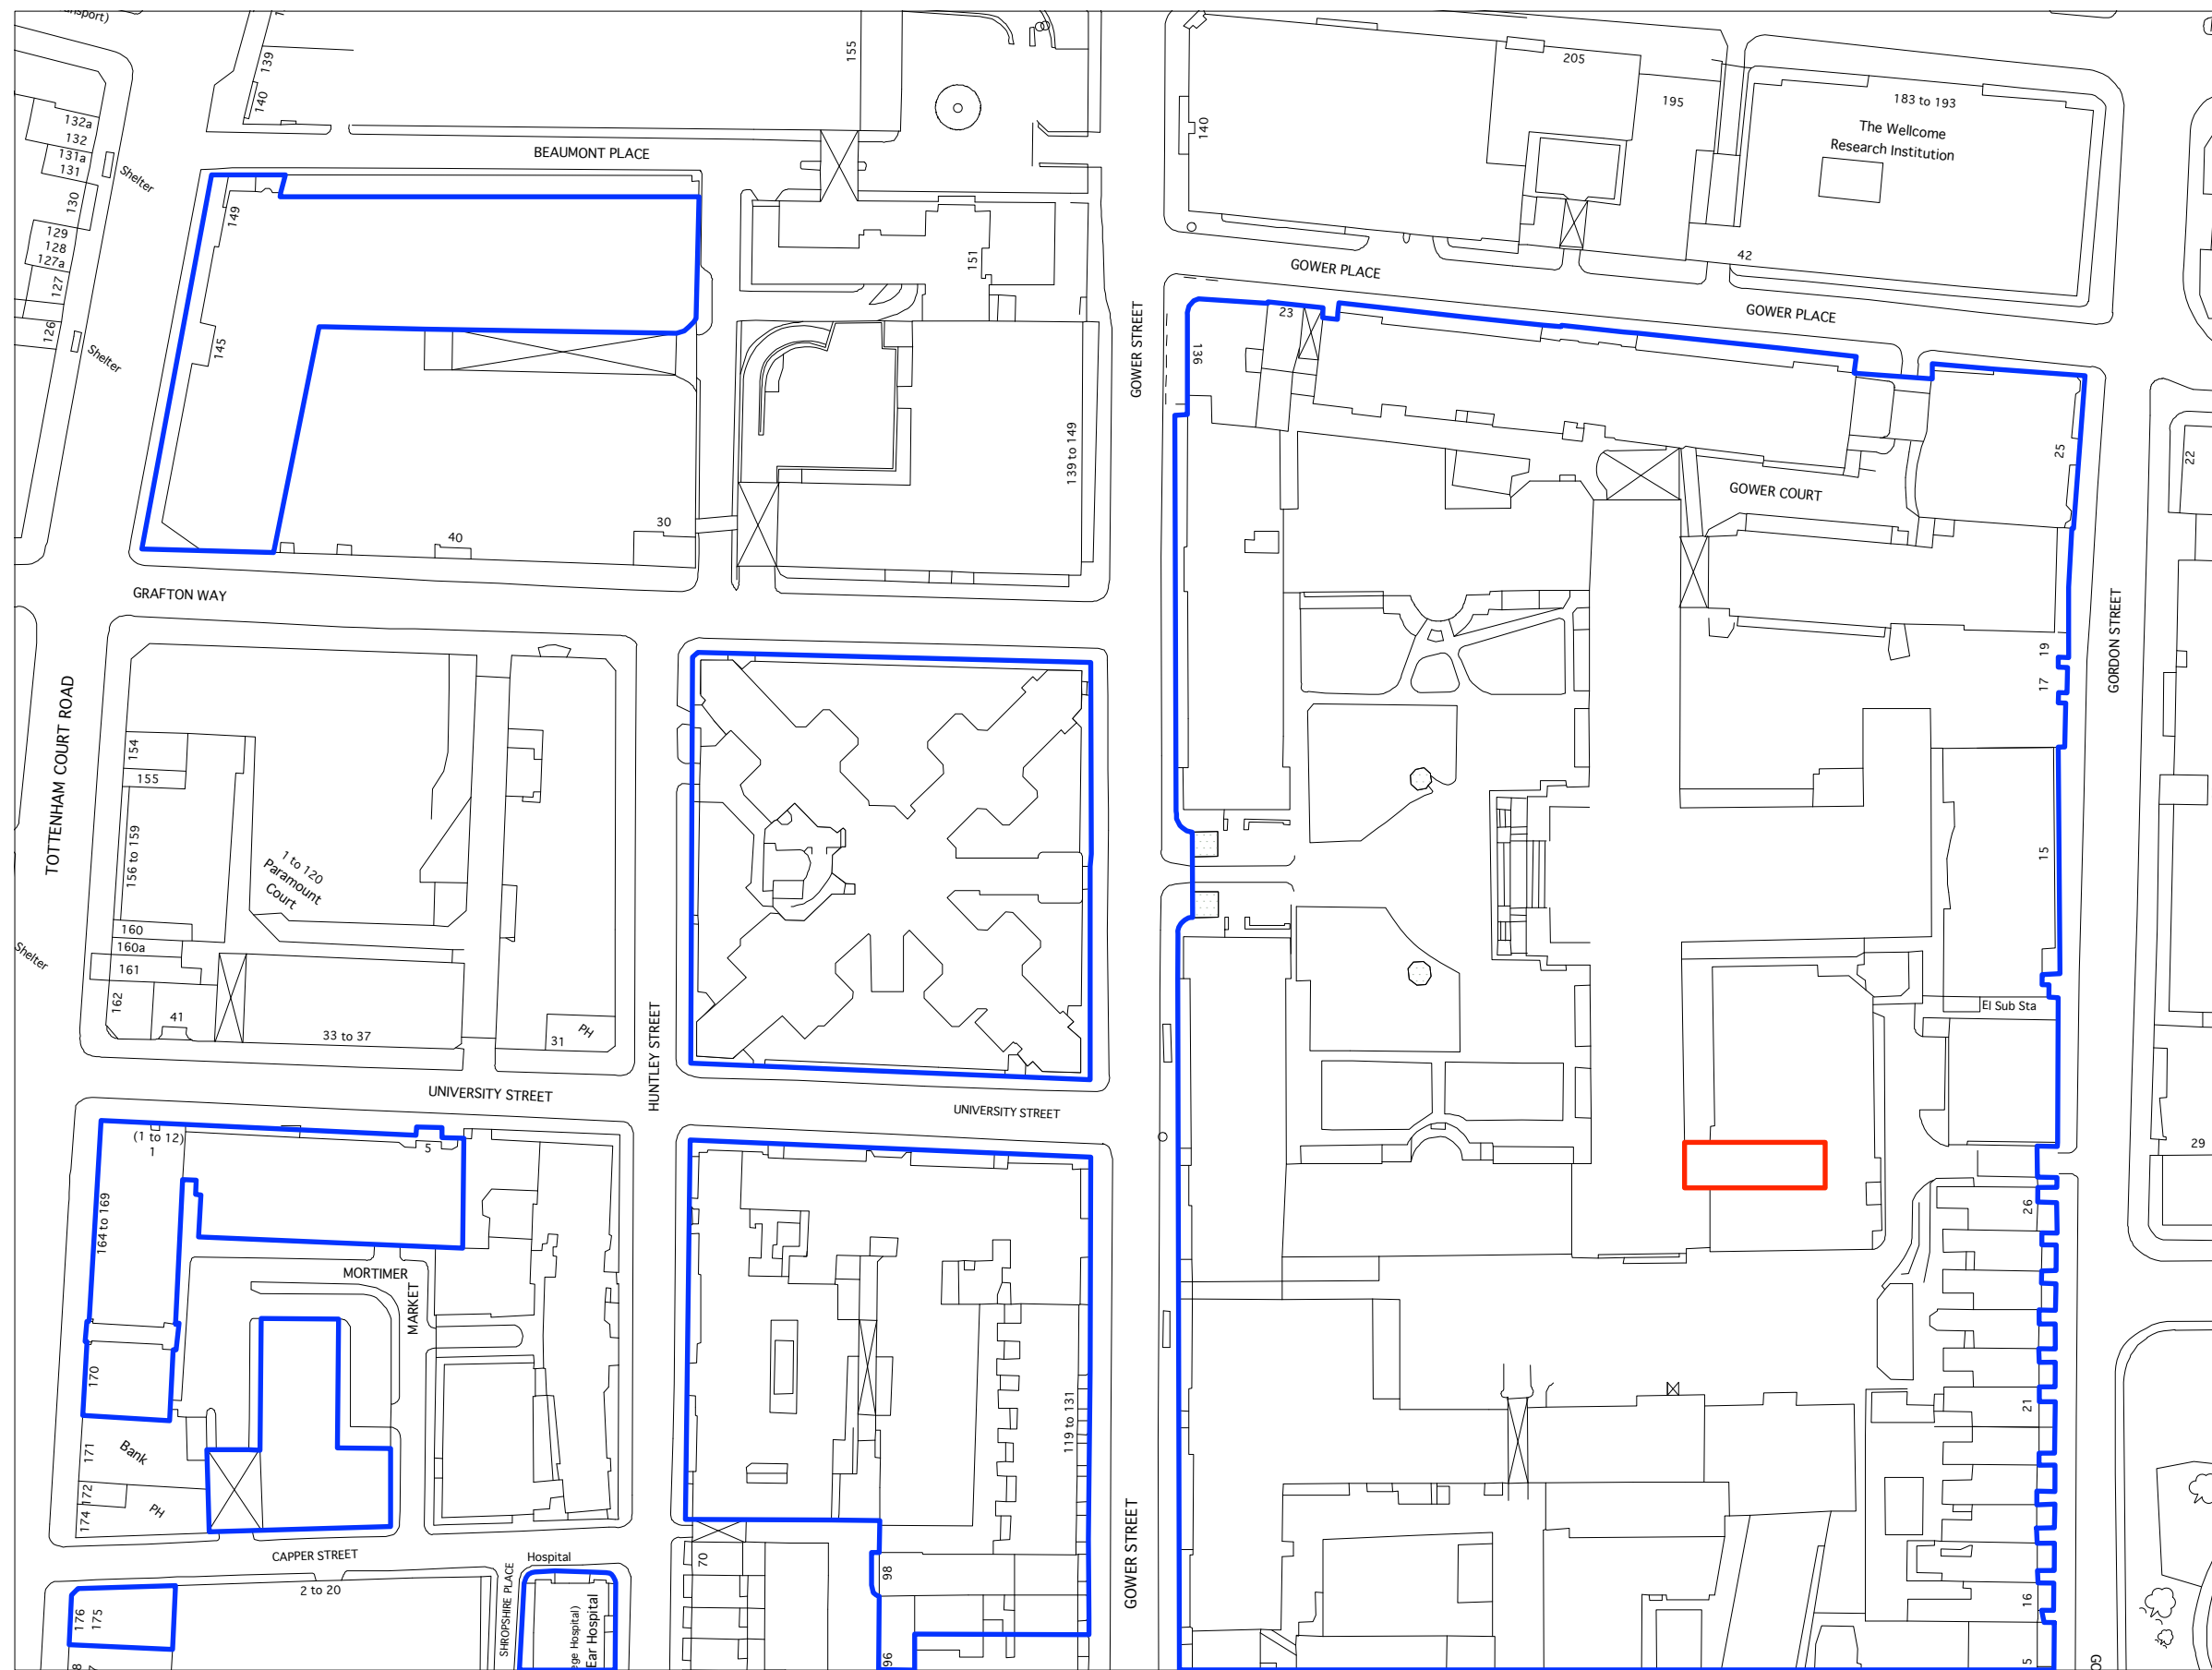 nsport)
139
140
155
205
195
183 to 193
The Wellcome
Research Institution
140
42
132a
132
131a
131
130
129
128
127a
127
126
Shelter
Shelter
BEAUMONT PLACE
149
145
151
GOWER PLACE
GOWER PLACE
GOWER STREET
23
136
139 to 149
25
22
GOWER COURT
40
30
GRAFTON WAY
GORDON STREET
19
17
15
TOTTENHAM COURT ROAD
154
155
156 to 159
1 to 120
Paramount
Court
160
160a
161
162
41
33 to 37
31
PH
Shelter
HUNTLEY STREET
El Sub Sta
UNIVERSITY STREET
UNIVERSITY STREET
(1 to 12)
1
5
164 to 169
29
26
MORTIMER
MARKET
170
171
Bank
172
174
PH
119 to 131
21
16
5
CAPPER STREET
2 to 20
176
175
SHROPSHIRE PLACE
Hospital
ege Hospital)
Ear Hospital
70
98
96
GOWER STREET
GO